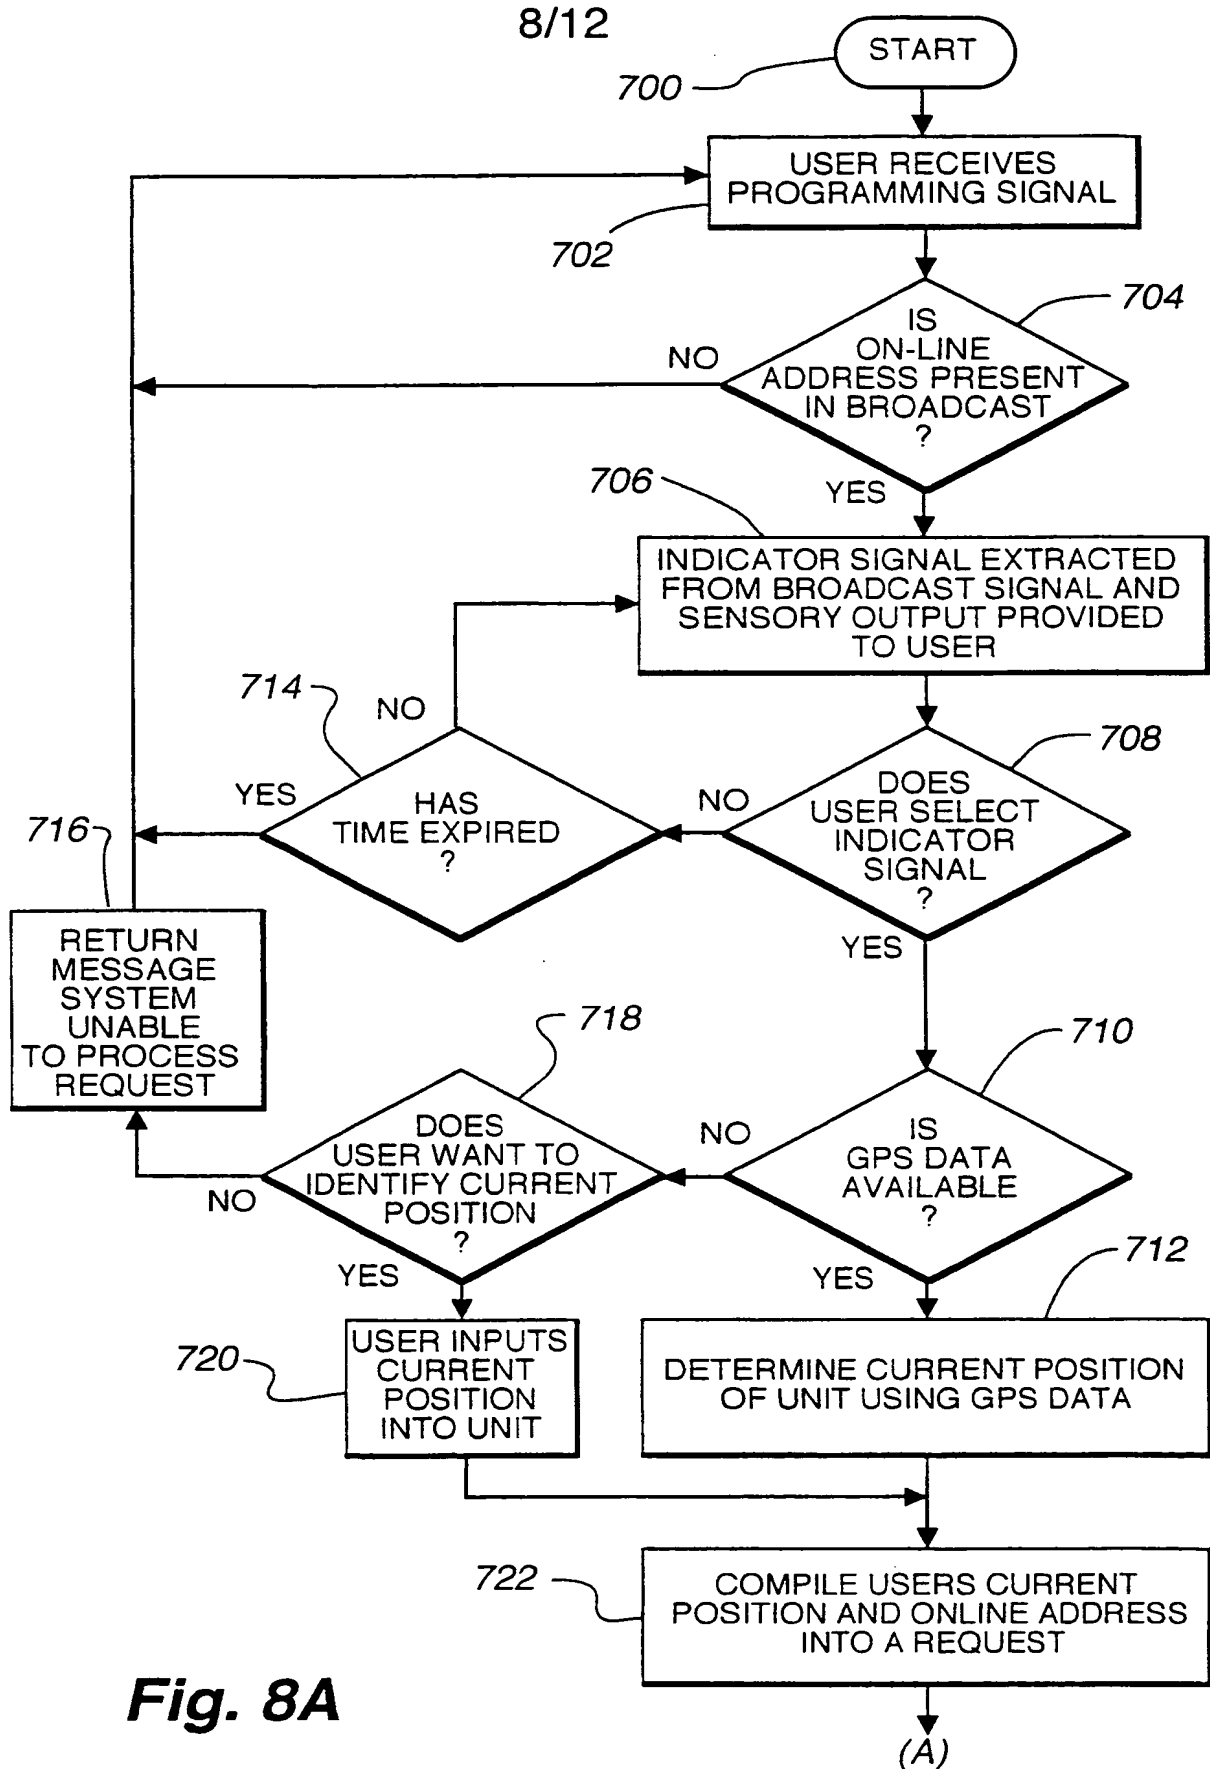 8/12
START
700
USER RECEIVES
PROGRAMMING SIGNAL
702
704
IS
ON-LINE
ADDRESS PRESENT
IN BROADCAST
?
NO
YES
706
INDICATOR SIGNAL EXTRACTED
FROM BROADCAST SIGNAL AND
SENSORY OUTPUT PROVIDED
TO USER
714
NO
708
YES
HAS
TIME EXPIRED
?
NO
DOES
USER SELECT
INDICATOR
SIGNAL
?
YES
716
RETURN
MESSAGE
SYSTEM
UNABLE
TO PROCESS
REQUEST
718
710
DOES
USER WANT TO
IDENTIFY CURRENT
POSITION
?
NO
YES
NO
IS
GPS DATA
AVAILABLE
?
YES
712
720
USER INPUTS
CURRENT
POSITION
INTO UNIT
DETERMINE CURRENT POSITION
OF UNIT USING GPS DATA
722
COMPILE USERS CURRENT
POSITION AND ONLINE ADDRESS
INTO A REQUEST
Fig. 8A
(A)